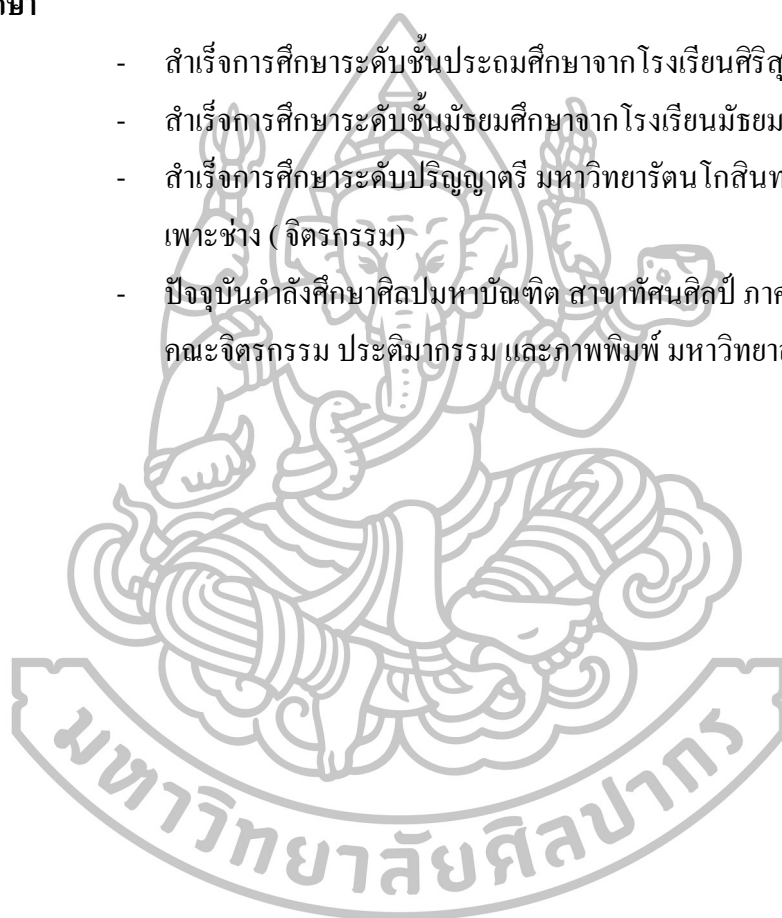 - สำเร็จการศึกษาระดับชั้นประถมศึกษาจากโรงเรียนศิริสุ
- สำเร็จการศึกษาระดับชั้นมัธยมศึกษาจากโรงเรียนมัธยม
- สำเร็จการศึกษาระดับปริญญาตรี มหาวิทยารัตนโกสินท
เพาะช่าง ( จิตรกรรม)
- ปัจจุบันกำลังศึกษาศิลปมหาบัณฑิต สาขาทัศนศิลป์ ภาค
คณะจิตรกรรม ประติมากรรม และภาพพิมพ์ มหาวิทยา
มหาวิทยาลัยศิลปากร